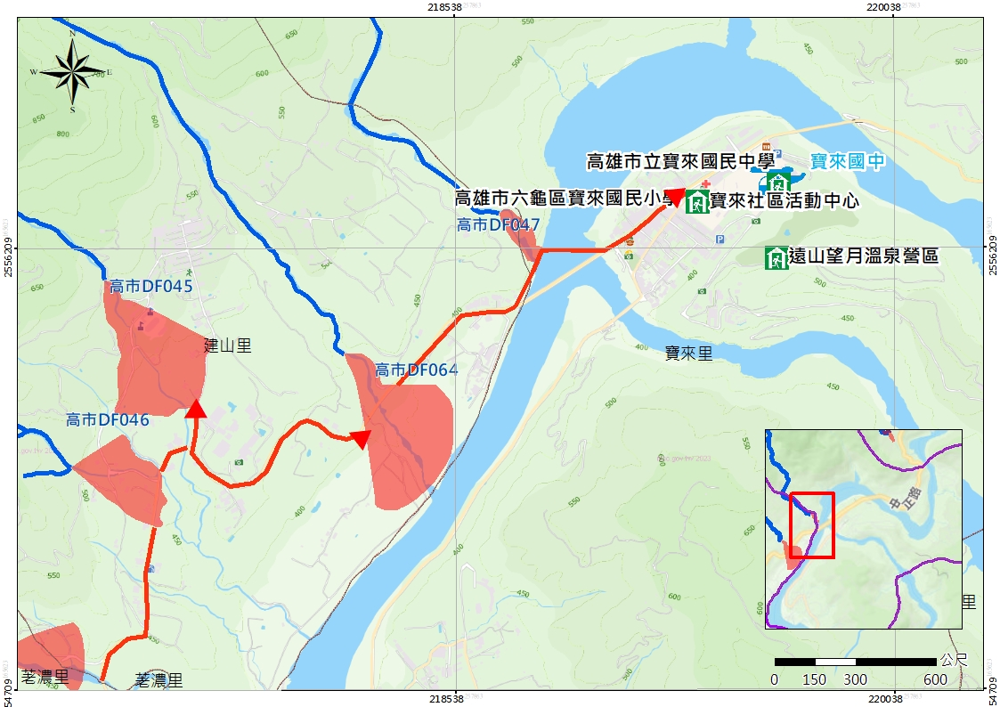 218538
220038
N
W
E
S
2556209
2556209
高雄市立寶來國民中學
寶來國中
高雄市六龜區寶來國民小學
寶來社區活動中心
高市DF047
遠山望月溫泉營區
高市DF045
建山里
高市DF064
寶來里
高市DF046
中正路
里
荖濃里
荖濃里
公尺
0 150 300 600
54709
54709
218538
220038
850
800
600
650
550
500
450
400